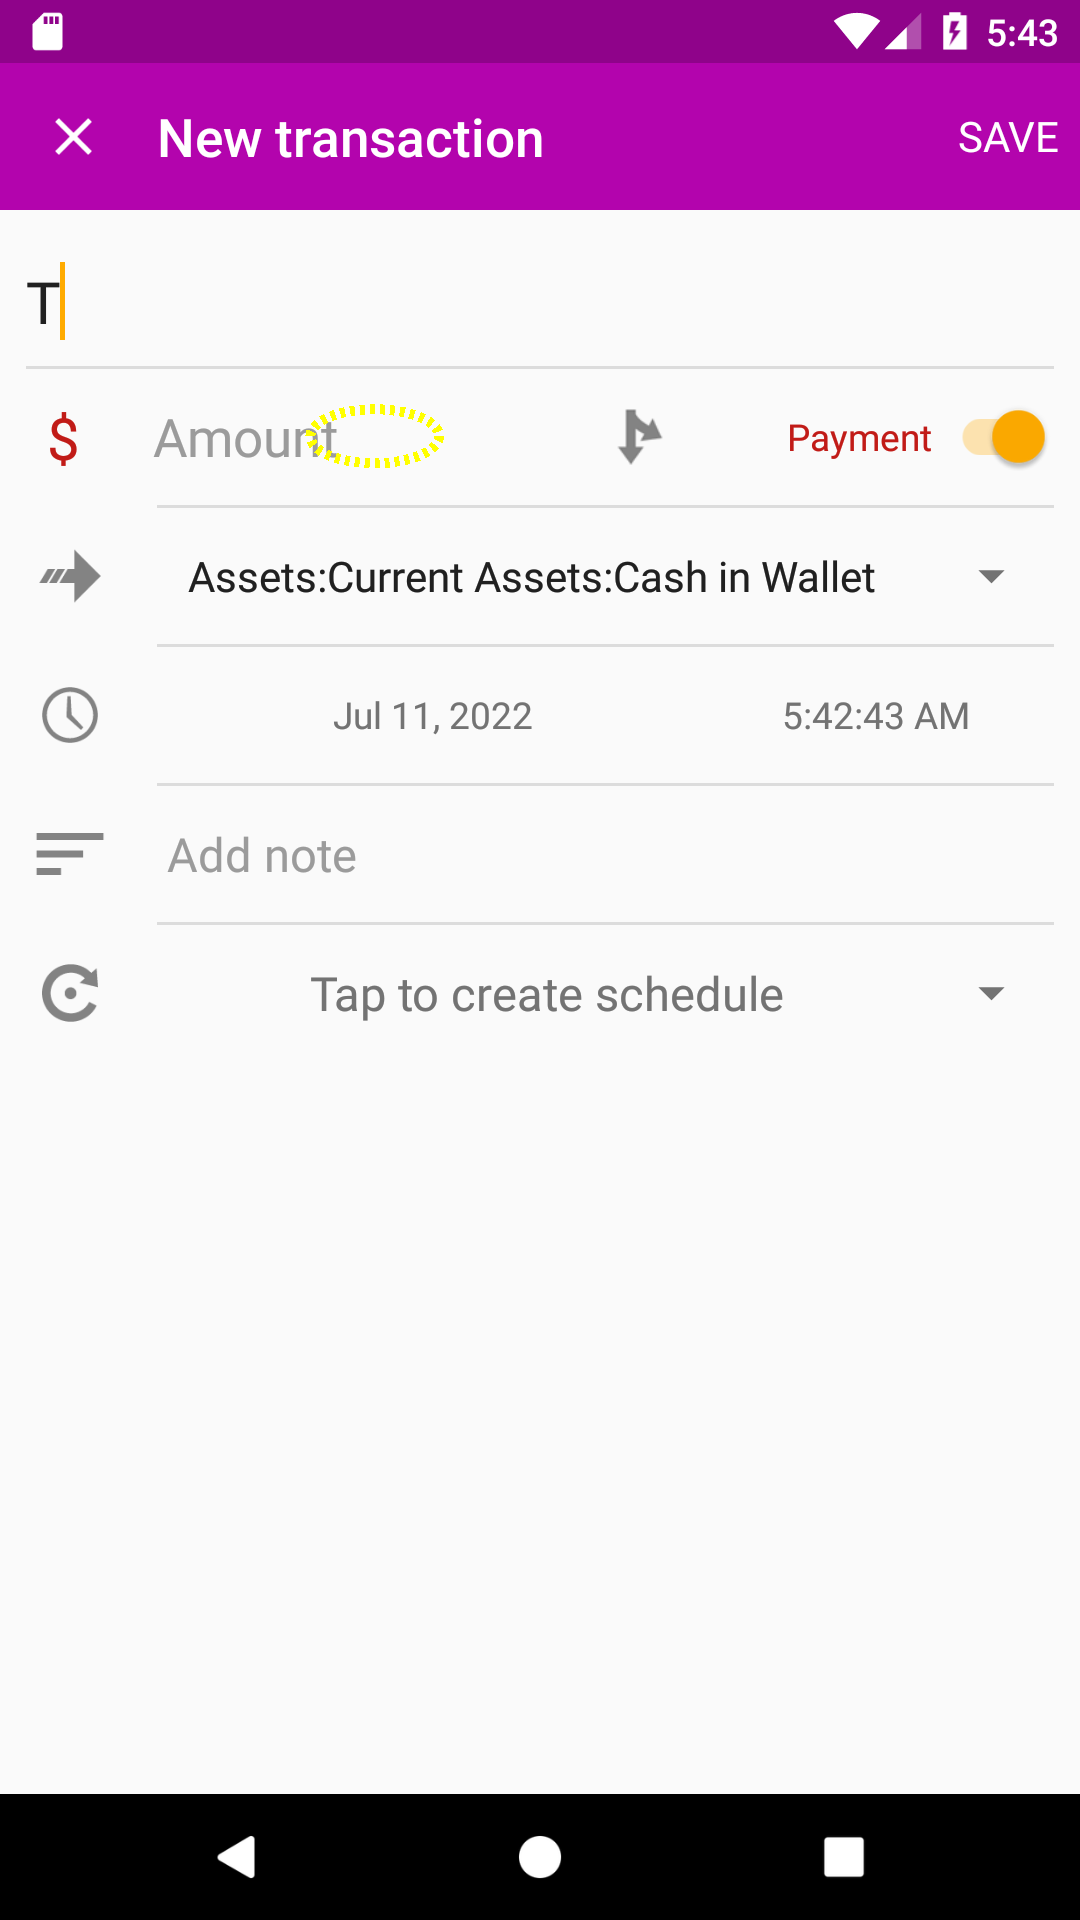 5:43
New transaction
SAVE
T
$ Amount Payment
Assets:Current Assets:Cash in Wallet
Jul 11, 2022 5:42:43 AM
Add note
Tap to create schedule